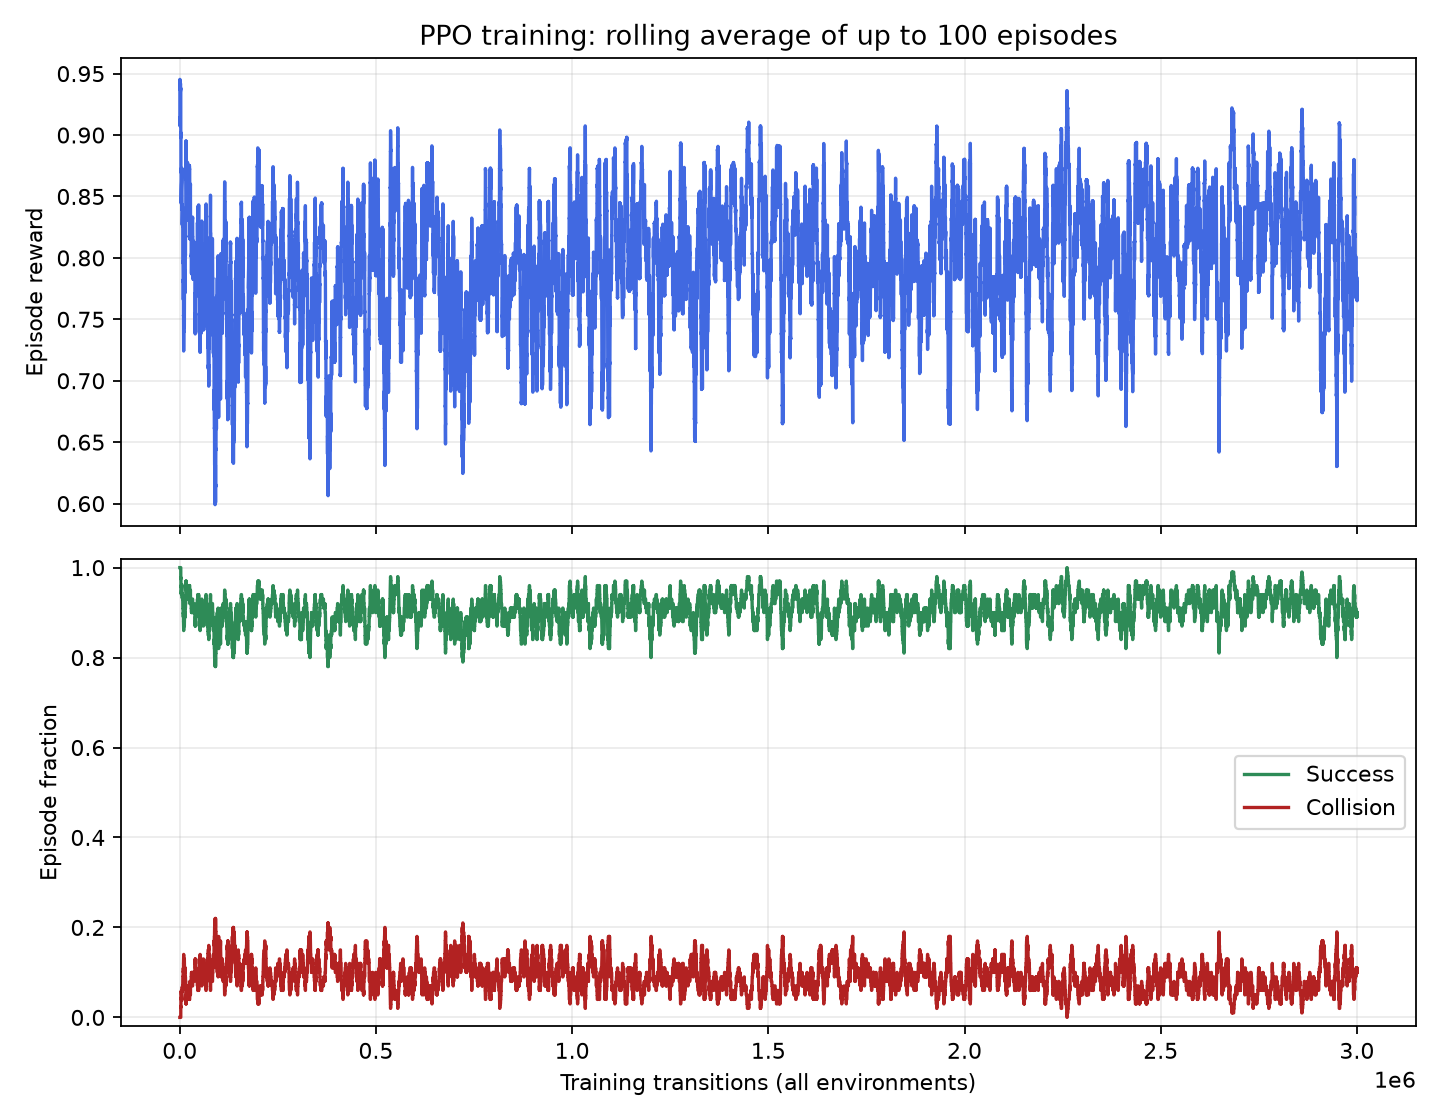 PPO training: rolling average of up to 100 episodes
Episode reward
0.95
0.90
0.85
0.80
0.75
0.70
0.65
0.60
Episode fraction
1.0
0.8
0.6
0.4
0.2
0.0
Success
Collision
0.0 0.5 1.0 1.5 2.0 2.5 3.0
1e6
Training transitions (all environments)